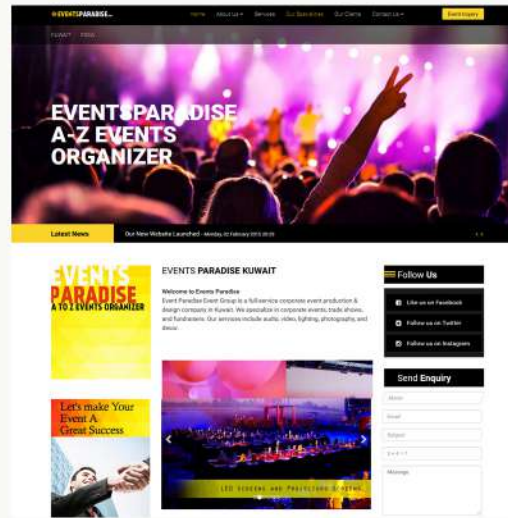 EVENTSPARADISE
Home About Us Services Our Specialities Our Clients Contact Us Event Inquiry
KUWAIT
EVENTSPARADISE
A-Z EVENTS
ORGANIZER
Latest News
Our New Website Launched - Monday, 02 February 2015
EVENTS
PARADISE
A TO Z EVENTS ORGANIZER
Let's make Your
Event A
Great Success
EVENTS PARADISE KUWAIT
Welcome to Events Paradise
Event Paradise Event Group is a full-service corporate event production &
design company in Kuwait. We specialize in corporate events, trade shows,
and fundraisers. Our services include audio, video, lighting, photography, and
decor.
LED SCREENS AND PROJECTORS SCREENS
Follow Us
Like us on Facebook
Follow us on Twitter
Follow us on Instagram
Send Enquiry
Name
Email
Subject
Message